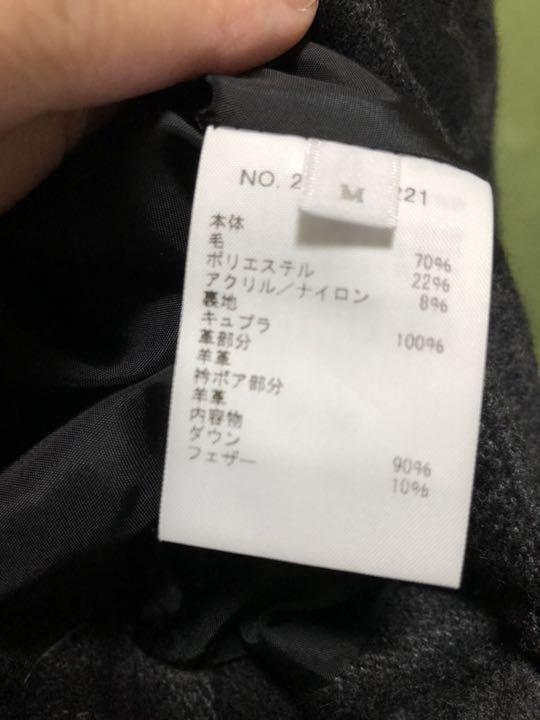 NO. 2 221
M
本体
毛 70%
ポリエステル 22%
アクリル／ナイロン 8%
裏地
キュプラ 100%
革部分
羊革
衿ボア部分
羊革
内容物
ダウン 90%
フェザー 10%